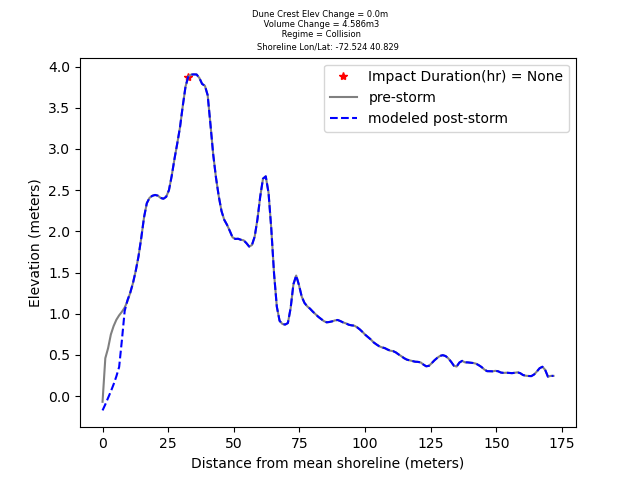 Dune Crest Elev Change = 0.0m
Volume Change = 4.586m3
Regime = Collision
Shoreline Lon/Lat: -72.524 40.829
Impact Duration(hr) = None
pre-storm
modeled post-storm
4.0
3.5
3.0
2.5
2.0
1.5
1.0
0.5
0.0
Elevation (meters)
0 25 50 75 100 125 150 175
Distance from mean shoreline (meters)